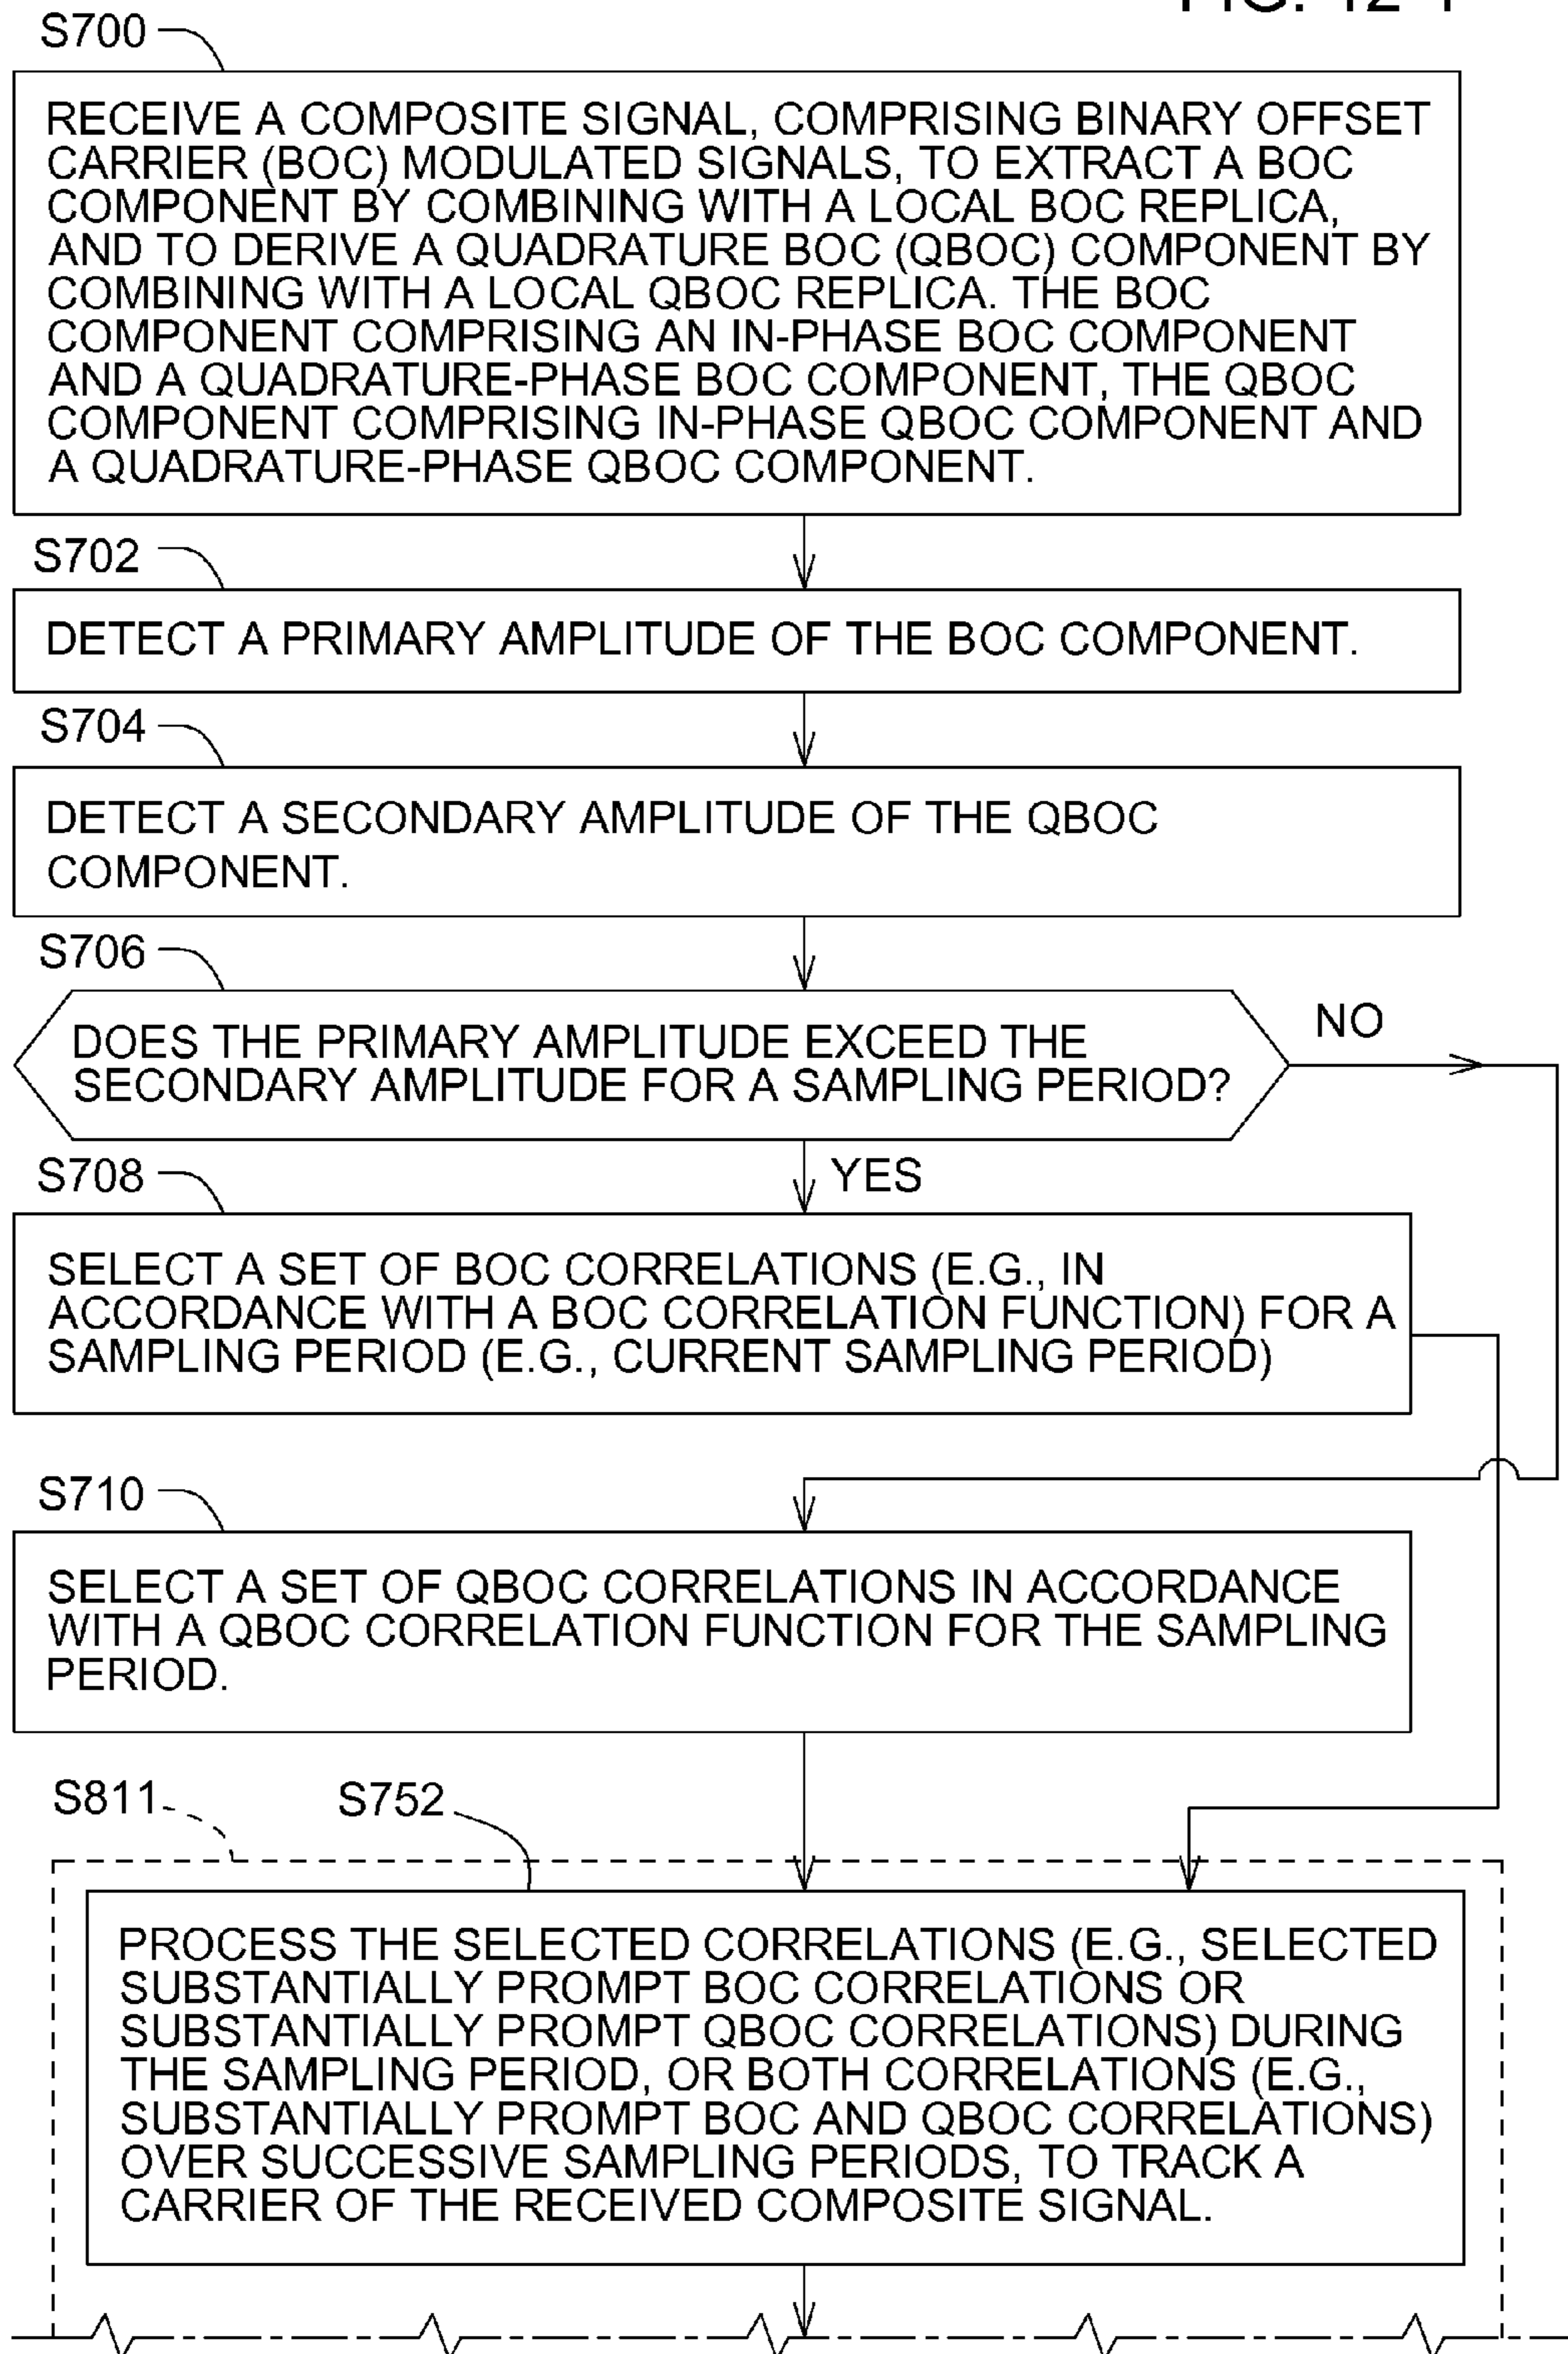 S700
RECEIVE A COMPOSITE SIGNAL, COMPRISING BINARY OFFSET
CARRIER (BOC) MODULATED SIGNALS, TO EXTRACT A BOC
COMPONENT BY COMBINING WITH A LOCAL BOC REPLICA,
AND TO DERIVE A QUADRATURE BOC (QBOC) COMPONENT BY
COMBINING WITH A LOCAL QBOC REPLICA. THE BOC
COMPONENT COMPRISING AN IN-PHASE BOC COMPONENT
AND A QUADRATURE-PHASE BOC COMPONENT, THE QBOC
COMPONENT COMPRISING IN-PHASE QBOC COMPONENT AND
A QUADRATURE-PHASE QBOC COMPONENT.
S702
DETECT A PRIMARY AMPLITUDE OF THE BOC COMPONENT.
S704
DETECT A SECONDARY AMPLITUDE OF THE QBOC
COMPONENT.
S706
DOES THE PRIMARY AMPLITUDE EXCEED THE
SECONDARY AMPLITUDE FOR A SAMPLING PERIOD?
NO
YES
S708
SELECT A SET OF BOC CORRELATIONS (E.G., IN
ACCORDANCE WITH A BOC CORRELATION FUNCTION) FOR A
SAMPLING PERIOD (E.G., CURRENT SAMPLING PERIOD)
S710
SELECT A SET OF QBOC CORRELATIONS IN ACCORDANCE
WITH A QBOC CORRELATION FUNCTION FOR THE SAMPLING
PERIOD.
S811
S752
PROCESS THE SELECTED CORRELATIONS (E.G., SELECTED
SUBSTANTIALLY PROMPT BOC CORRELATIONS OR
SUBSTANTIALLY PROMPT QBOC CORRELATIONS) DURING
THE SAMPLING PERIOD, OR BOTH CORRELATIONS (E.G.,
SUBSTANTIALLY PROMPT BOC AND QBOC CORRELATIONS)
OVER SUCCESSIVE SAMPLING PERIODS, TO TRACK A
CARRIER OF THE RECEIVED COMPOSITE SIGNAL.